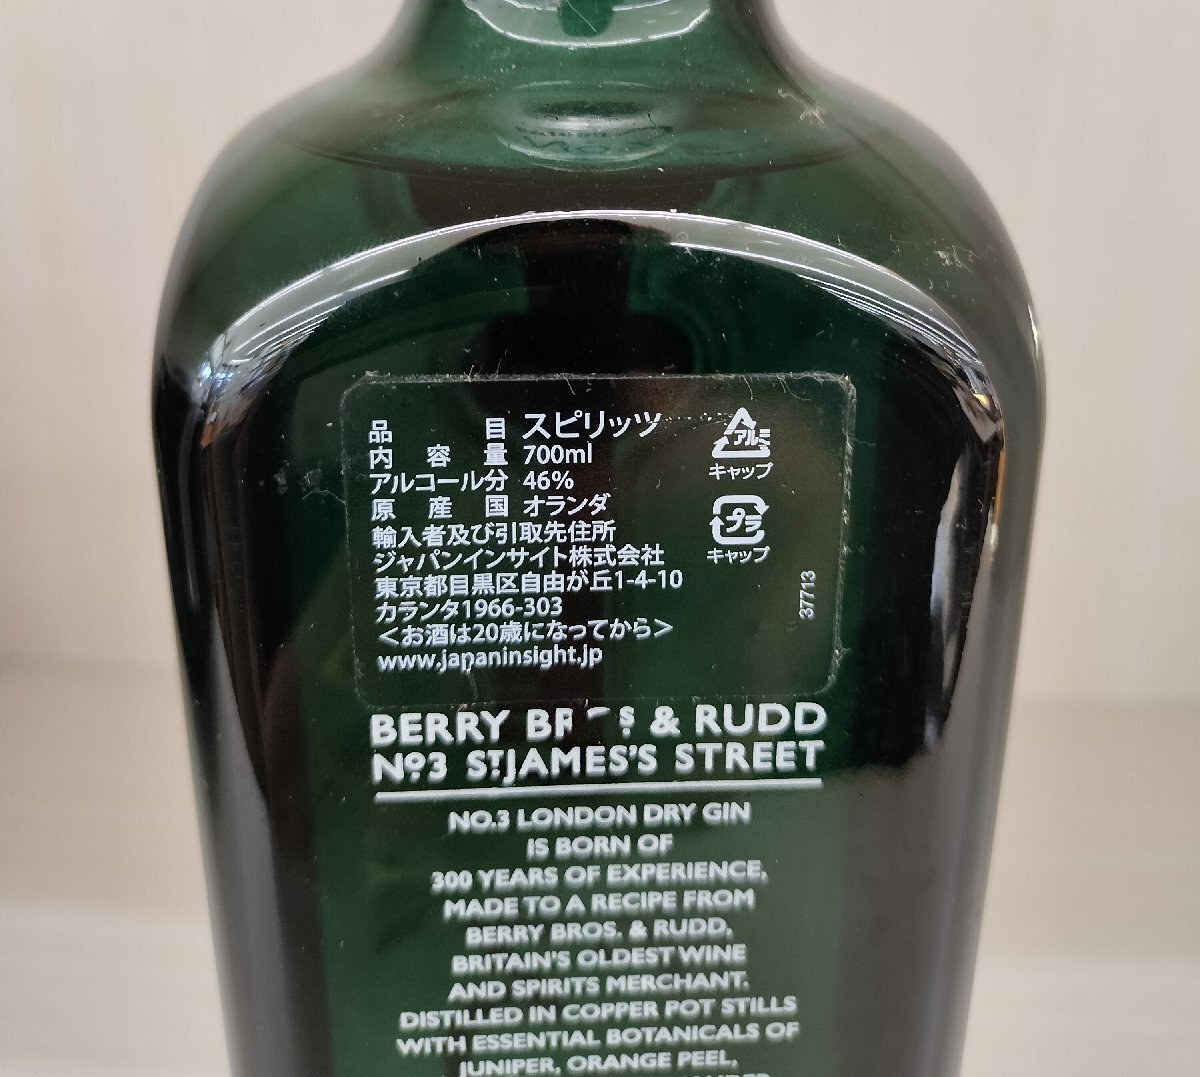 品目 スピリッツ
内容量 700ml
アルコール分 46%
原産国 オランダ
輸入者及び引取先住所
ジャパンインサイト株式会社
東京都目黒区自由が丘1-4-10
カランタ1966-303
＜お酒は20歳になってから＞
www.japaninsight.jp
アルミ
キャップ
プラ
キャップ
37713
BERRY & RUDD
Nº3 ST JAMES'S STREET
NO.3 LONDON DRY GIN
IS BORN OF
300 YEARS OF EXPERIENCE,
MADE TO A RECIPE FROM
BERRY BROS. & RUDD,
BRITAIN'S OLDEST WINE
AND SPIRITS MERCHANT.
DISTILLED IN COPPER POT STILLS
WITH ESSENTIAL BOTANICALS OF
JUNIPER, ORANGE PEEL,